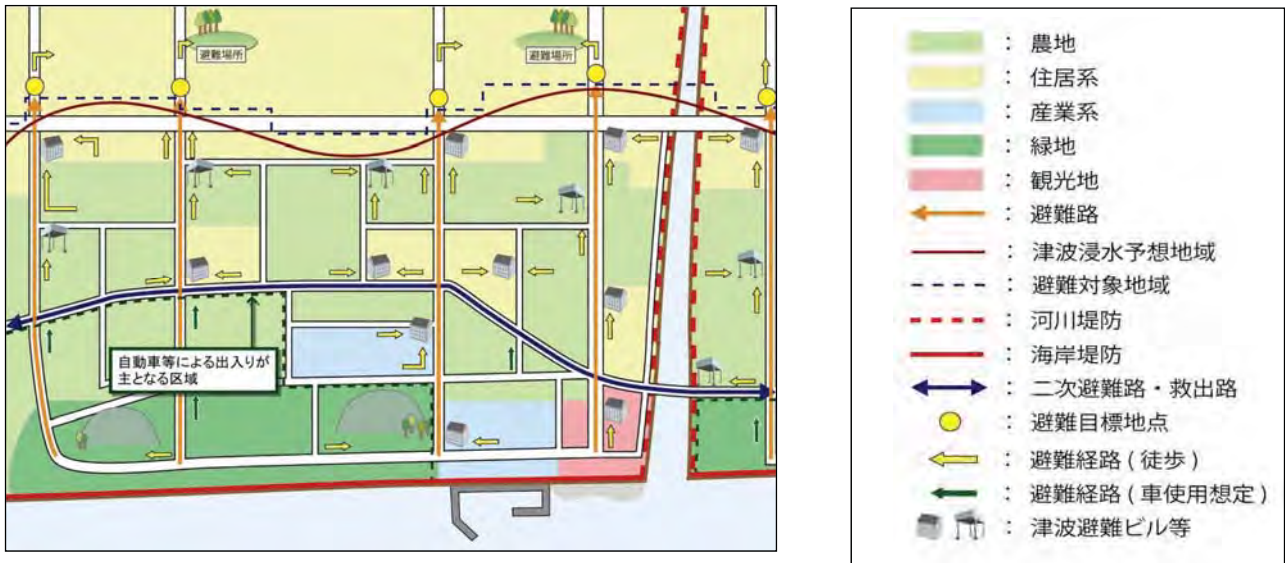 避難場所
避難場所
自動車等による出入りが
主となる区域
：農地
：住居系
：産業系
：緑地
：観光地
：避難路
：津波浸水予想地域
：避難対象地域
：河川堤防
：海岸堤防
：二次避難路・救出路
：避難目標地点
：避難経路(徒歩)
：避難経路(車使用想定)
：津波避難ビル等